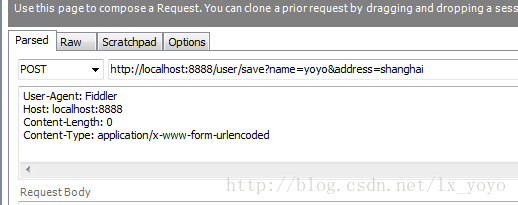 Use this page to compose a Request. You can clone a prior request by dragging and dropping a sess
Parsed Raw Scratchpad Options
POST http://localhost:8888/user/save?name=yoyo&address=shanghai
User-Agent: Fiddler
Host: localhost:8888
Content-Length: 0
Content-Type: application/x-www-form-urlencoded
http://blog.csdn.net/lx_yoyo
Request Body